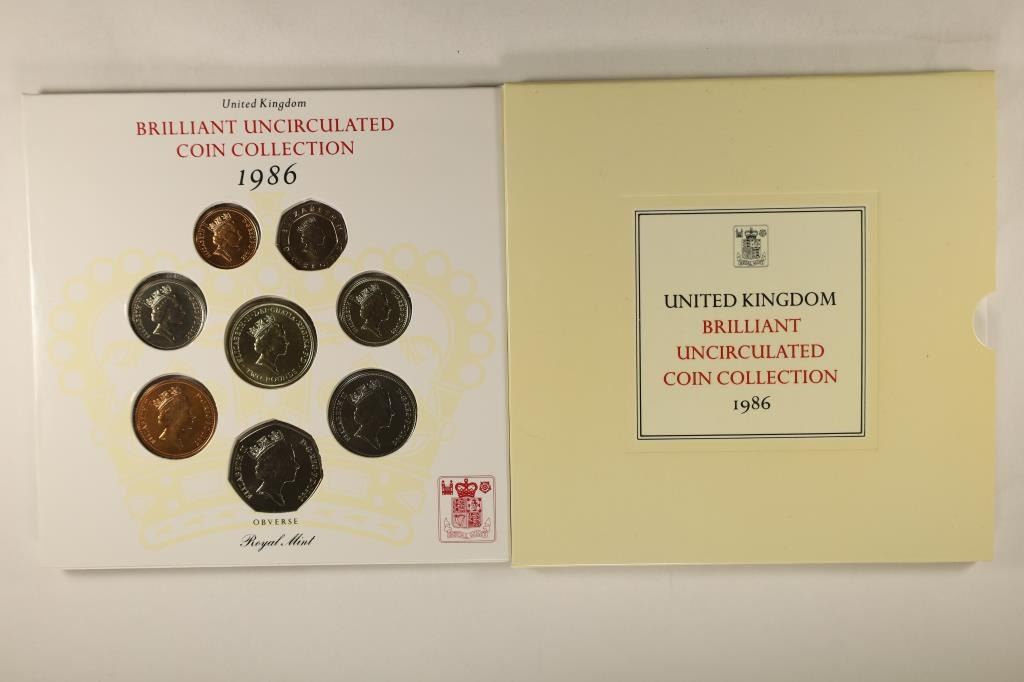 United Kingdom
BRILLIANT UNCIRCULATED
COIN COLLECTION
1986
TWO POUNDS
OBVERSE
Royal Mint
UNITED KINGDOM
BRILLIANT
UNCIRCULATED
COIN COLLECTION
1986